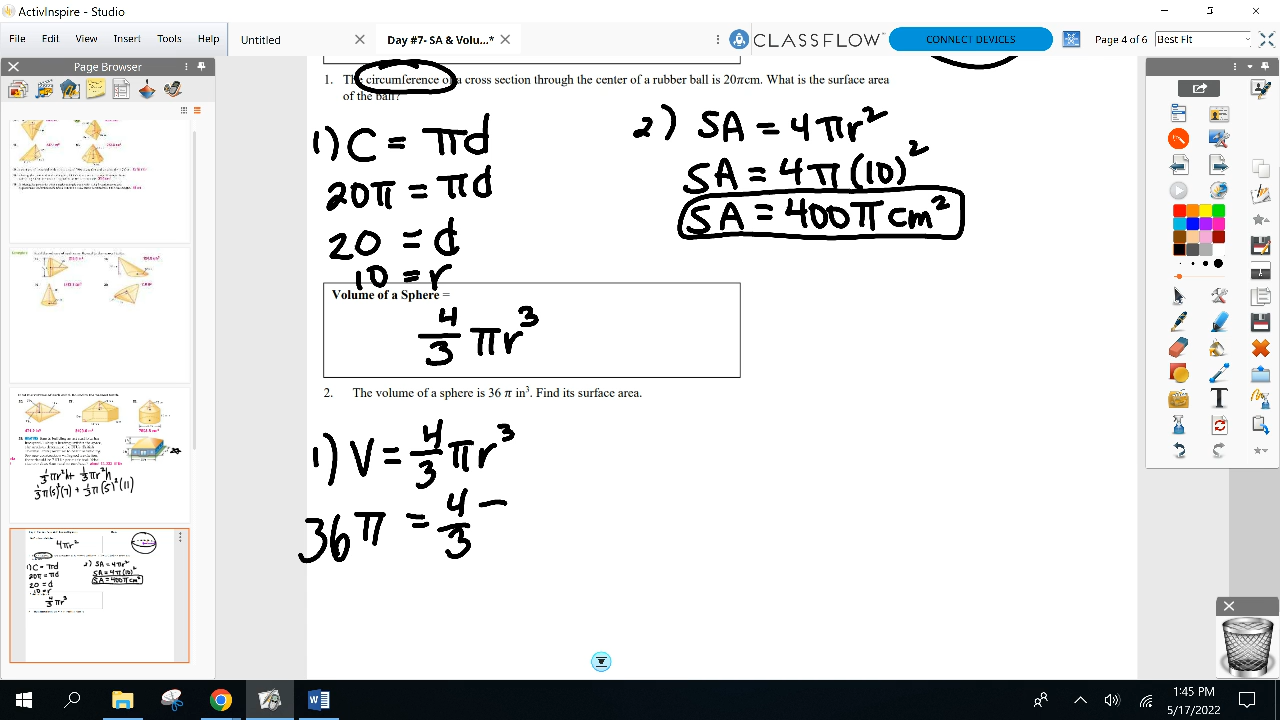 ActivInspire - Studio
File Edit View Insert Tools Help
Untitled
Day #7- SA & Volu...*
CLASSFLOW
CONNECT DEVICES
Page 4 of 6
Best Fit
Page Browser
1. The circumference of a cross section through the center of a rubber ball is 20πcm. What is the surface area
of the ball?
1) C = πd
20π = πd
20 = d
10 = r
2) SA = 4πr²
SA = 4π(10)²
SA = 400π cm²
Volume of a Sphere =
4/3 πr³
2. The volume of a sphere is 36 π in³. Find its surface area.
1) V = 4/3 πr³
36π = 4/3
1:45 PM
5/17/2022